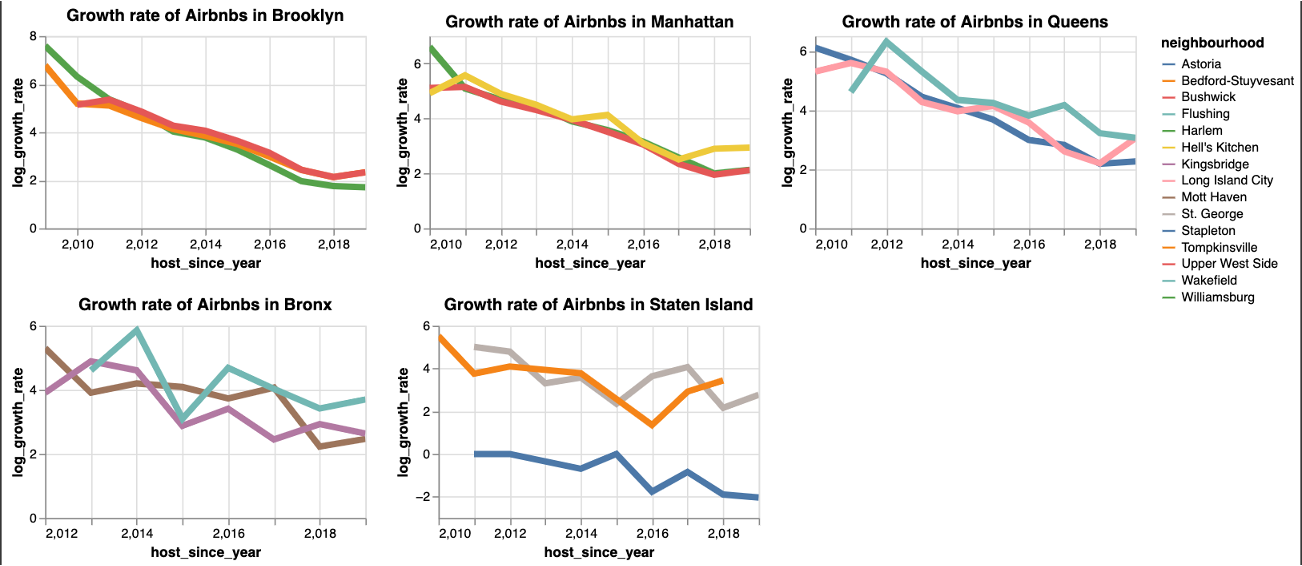 Growth rate of Airbnbs in Brooklyn
8
6
4
2
0
log_growth_rate
2,010 2,012 2,014 2,016 2,018
host_since_year
Growth rate of Airbnbs in Manhattan
6
4
2
0
log_growth_rate
2,010 2,012 2,014 2,016 2,018
host_since_year
Growth rate of Airbnbs in Queens
6
4
2
0
log_growth_rate
2,010 2,012 2,014 2,016 2,018
host_since_year
neighbourhood
Astoria
Bedford-Stuyvesant
Bushwick
Flushing
Harlem
Hell's Kitchen
Kingsbridge
Long Island City
Mott Haven
St. George
Stapleton
Tompkinsville
Upper West Side
Wakefield
Williamsburg
Growth rate of Airbnbs in Bronx
6
4
2
0
log_growth_rate
2,012 2,014 2,016 2,018
host_since_year
Growth rate of Airbnbs in Staten Island
6
4
2
0
−2
log_growth_rate
2,010 2,012 2,014 2,016 2,018
host_since_year